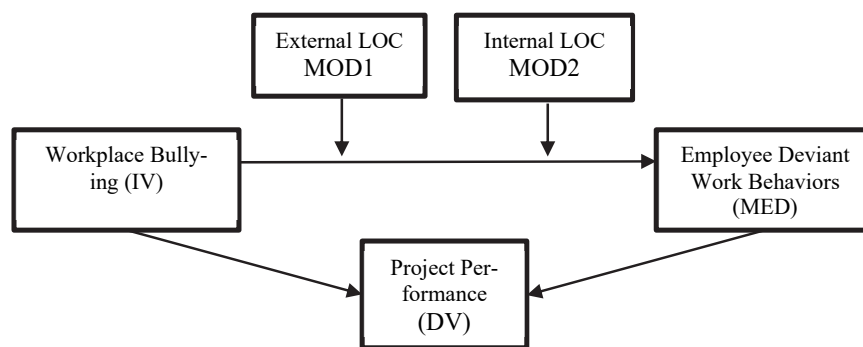 External LOC
MOD1
Internal LOC
MOD2
Workplace Bully-
ing (IV)
Employee Deviant
Work Behaviors
(MED)
Project Per-
formance
(DV)